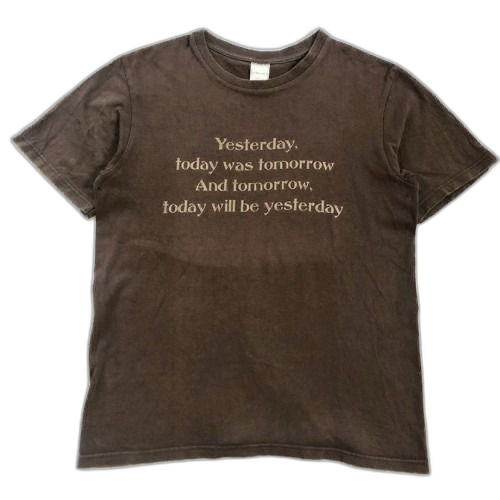 Yesterday,
today was tomorrow
And tomorrow,
today will be yesterday